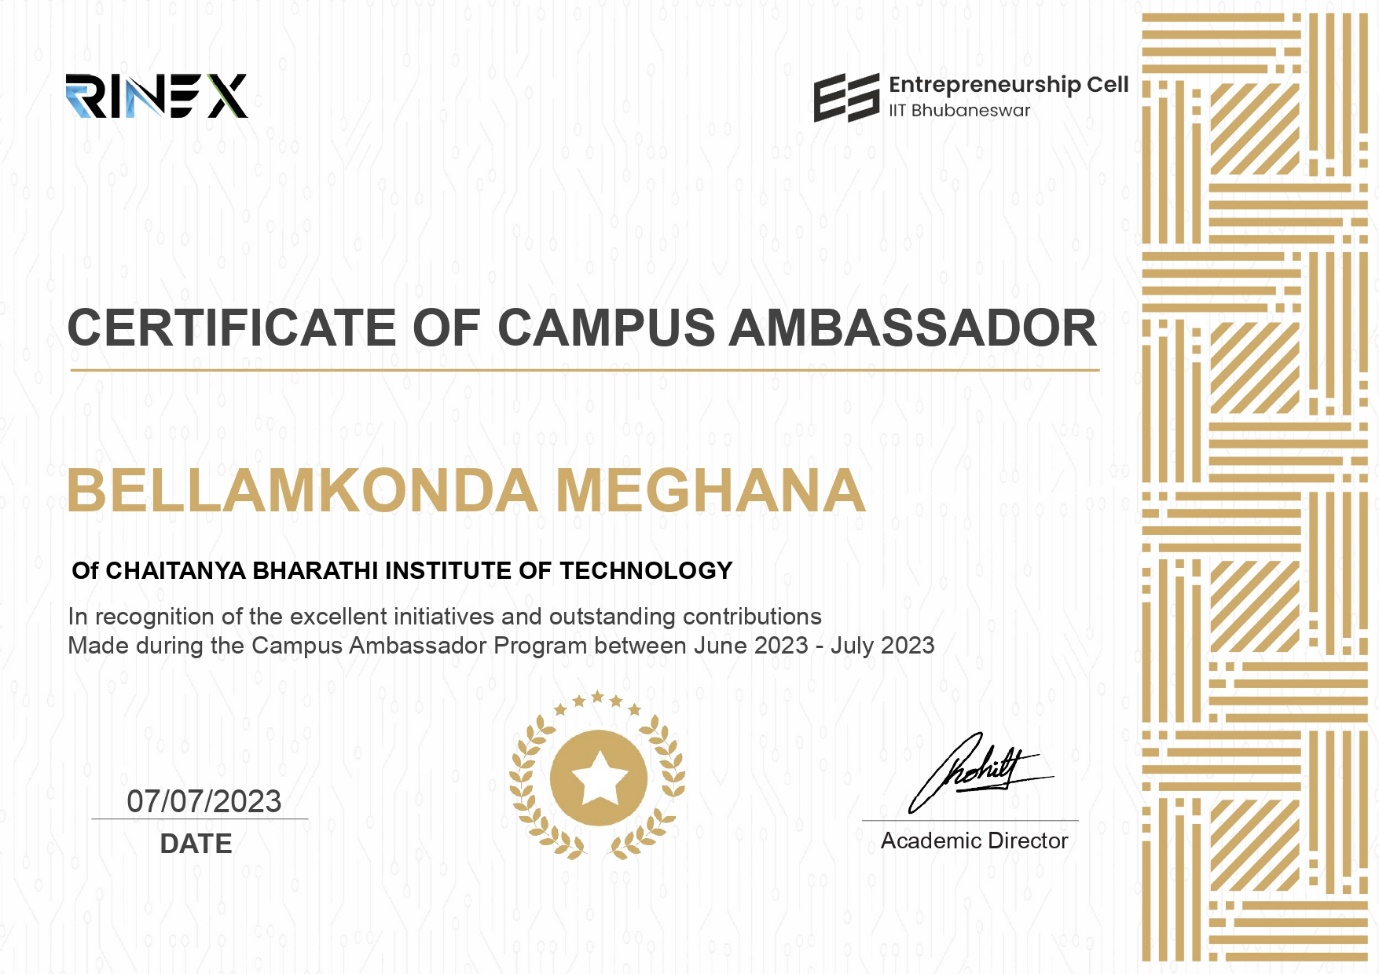 RINEX
Entrepreneurship Cell
IIT Bhubaneswar
CERTIFICATE OF CAMPUS AMBASSADOR
BELLAMKONDA MEGHANA
Of CHAITANYA BHARATHI INSTITUTE OF TECHNOLOGY
In recognition of the excellent initiatives and outstanding contributions
Made during the Campus Ambassador Program between June 2023 - July 2023
07/07/2023
DATE
Academic Director